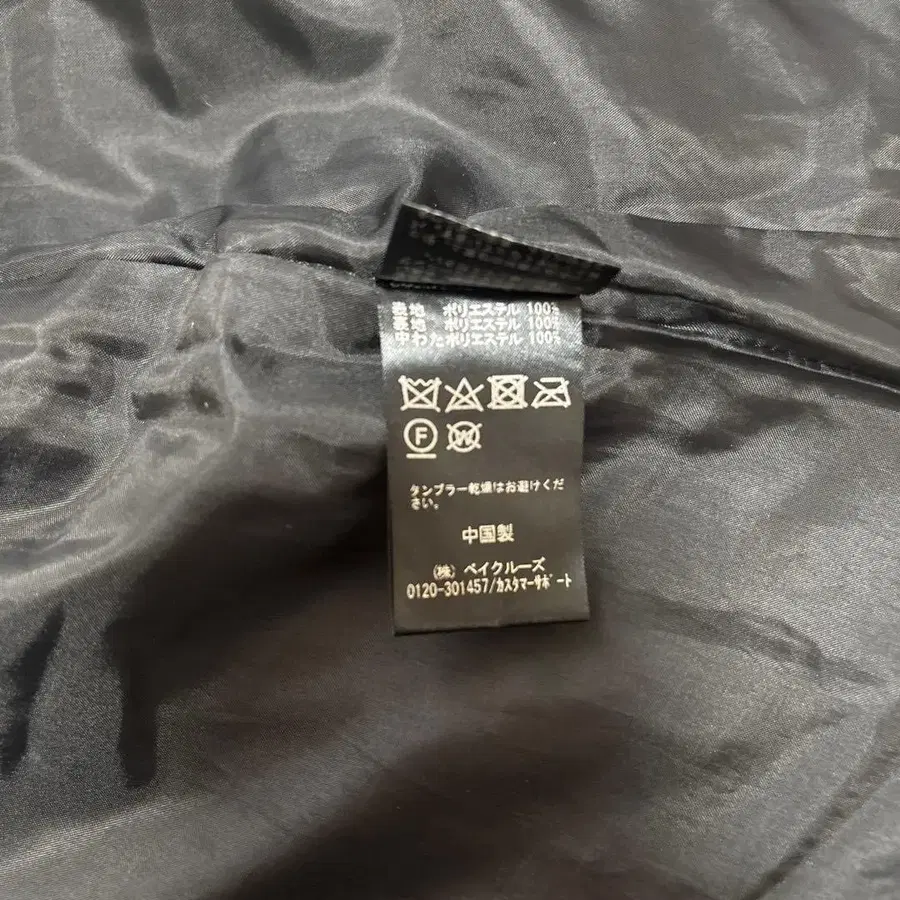 表地 ポリエステル 100%
裏地 ポリエステル 100%
中わたポリエステル 100%
F
W
タンブラー乾燥はお避けくだ
さい。
中国製
(株) ベイクルーズ
0120-301457/カスタマーサポート